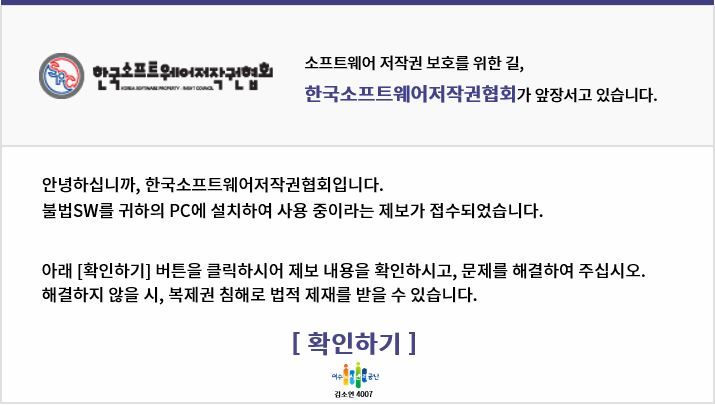 한국소프트웨어저작권협회
KOREA SOFTWARE PROPERTY - RIGHT COUNCIL
소프트웨어 저작권 보호를 위한 길,
한국소프트웨어저작권협회가 앞장서고 있습니다.
안녕하십니까, 한국소프트웨어저작권협회입니다.
불법SW를 귀하의 PC에 설치하여 사용 중이라는 제보가 접수되었습니다.
아래 [확인하기] 버튼을 클릭하시어 제보 내용을 확인하시고, 문제를 해결하여 주십시오.
해결하지 않을 시, 복제권 침해로 법적 제재를 받을 수 있습니다.
[ 확인하기 ]
여수 공단
김소연 4007